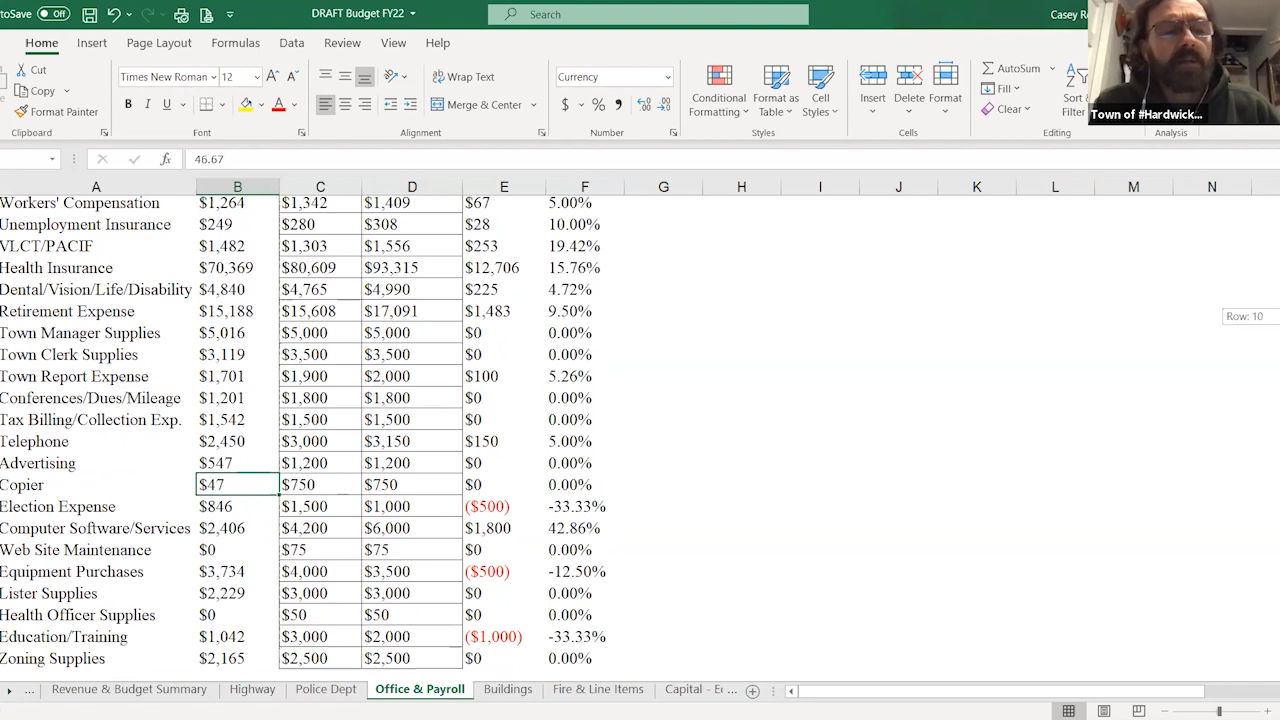 toSave Off DRAFT Budget FY22 Search Casey R
Home Insert Page Layout Formulas Data Review View Help
Cut
Copy
Format Painter
Clipboard
Times New Roman 12
B I U
Font
Wrap Text
Merge & Center
Alignment
Currency
$ % 9
Number
Conditional Formatting
Format as Table
Cell Styles
Styles
Insert Delete Format
Cells
AutoSum
Fill
Clear
Sort
Filter
Editing
Town of #Hardwick...
Analysis
fx 46.67
A B C D E F G H I J K L M N
Workers' Compensation $1,264 $1,342 $1,409 $67 5.00%
Unemployment Insurance $249 $280 $308 $28 10.00%
VLCT/PACIF $1,482 $1,303 $1,556 $253 19.42%
Health Insurance $70,369 $80,609 $93,315 $12,706 15.76%
Dental/Vision/Life/Disability $4,840 $4,765 $4,990 $225 4.72%
Retirement Expense $15,188 $15,608 $17,091 $1,483 9.50%
Row: 10
Town Manager Supplies $5,016 $5,000 $5,000 $0 0.00%
Town Clerk Supplies $3,119 $3,500 $3,500 $0 0.00%
Town Report Expense $1,701 $1,900 $2,000 $100 5.26%
Conferences/Dues/Mileage $1,201 $1,800 $1,800 $0 0.00%
Tax Billing/Collection Exp. $1,542 $1,500 $1,500 $0 0.00%
Telephone $2,450 $3,000 $3,150 $150 5.00%
Advertising $547 $1,200 $1,200 $0 0.00%
Copier $47 $750 $750 $0 0.00%
Election Expense $846 $1,500 $1,000 ($500) -33.33%
Computer Software/Services $2,406 $4,200 $6,000 $1,800 42.86%
Web Site Maintenance $0 $75 $75 $0 0.00%
Equipment Purchases $3,734 $4,000 $3,500 ($500) -12.50%
Lister Supplies $2,229 $3,000 $3,000 $0 0.00%
Health Officer Supplies $0 $50 $50 $0 0.00%
Education/Training $1,042 $3,000 $2,000 ($1,000) -33.33%
Zoning Supplies $2,165 $2,500 $2,500 $0 0.00%
... Revenue & Budget Summary Highway Police Dept Office & Payroll Buildings Fire & Line Items Capital - Ec ...